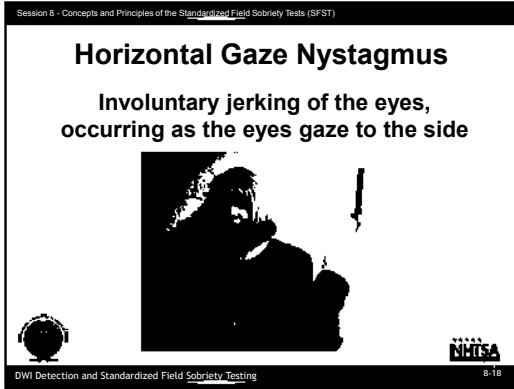 Session 8 - Concepts and Principles of the Standardized Field Sobriety Tests (SFST)
Horizontal Gaze Nystagmus
Involuntary jerking of the eyes,
occurring as the eyes gaze to the side
NHTSA
DWI Detection and Standardized Field Sobriety Testing
8-18